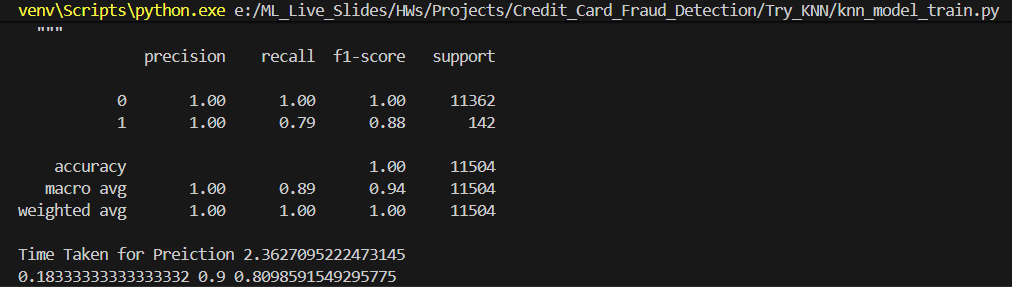 venv\Scripts\python.exe e:/ML_Live_Slides/HWs/Projects/Credit_Card_Fraud_Detection/Try_KNN/knn_model_train.py
"""
precision recall f1-score support
0 1.00 1.00 1.00 11362
1 1.00 0.79 0.88 142
accuracy 1.00 11504
macro avg 1.00 0.89 0.94 11504
weighted avg 1.00 1.00 1.00 11504
Time Taken for Preiction 2.3627095222473145
0.18333333333333332 0.9 0.8098591549295775